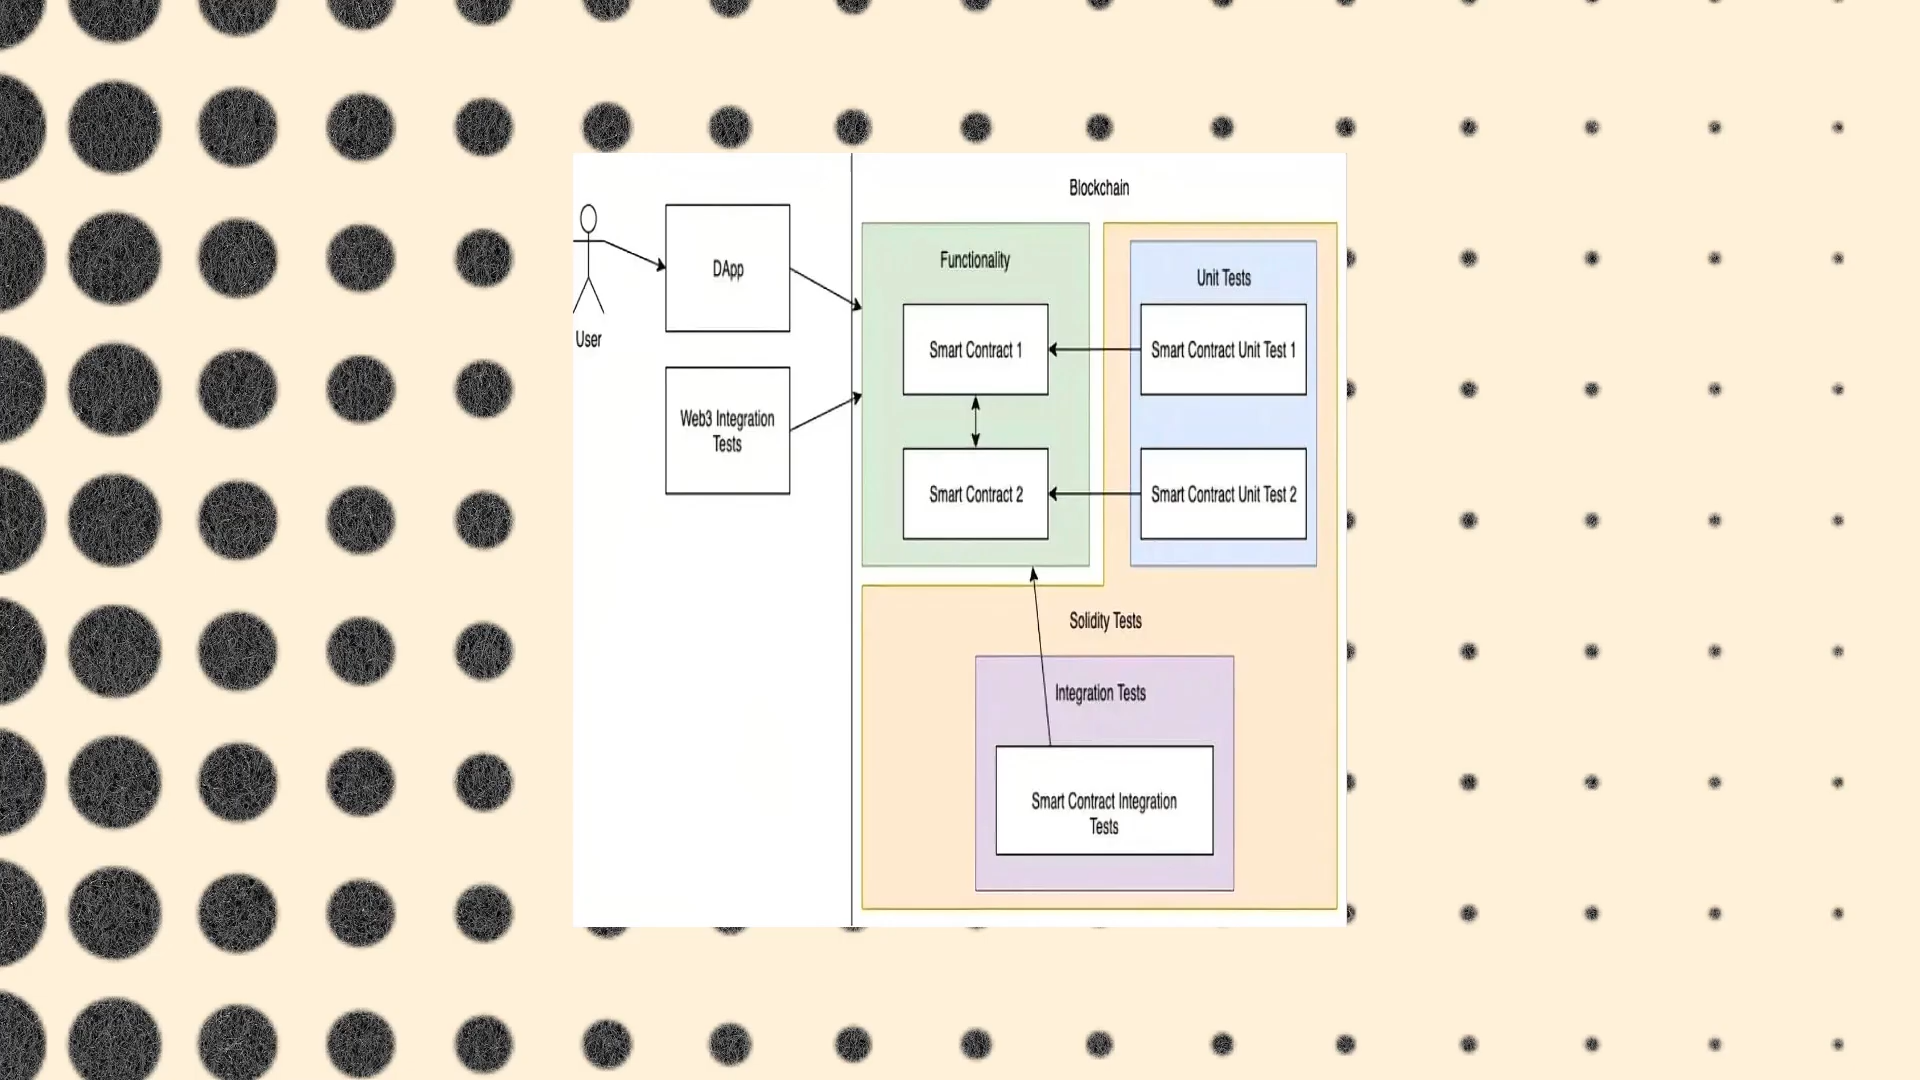 Blockchain
User
DApp
Web3 Integration
Tests
Functionality
Smart Contract 1
Smart Contract 2
Unit Tests
Smart Contract Unit Test 1
Smart Contract Unit Test 2
Solidity Tests
Integration Tests
Smart Contract Integration
Tests